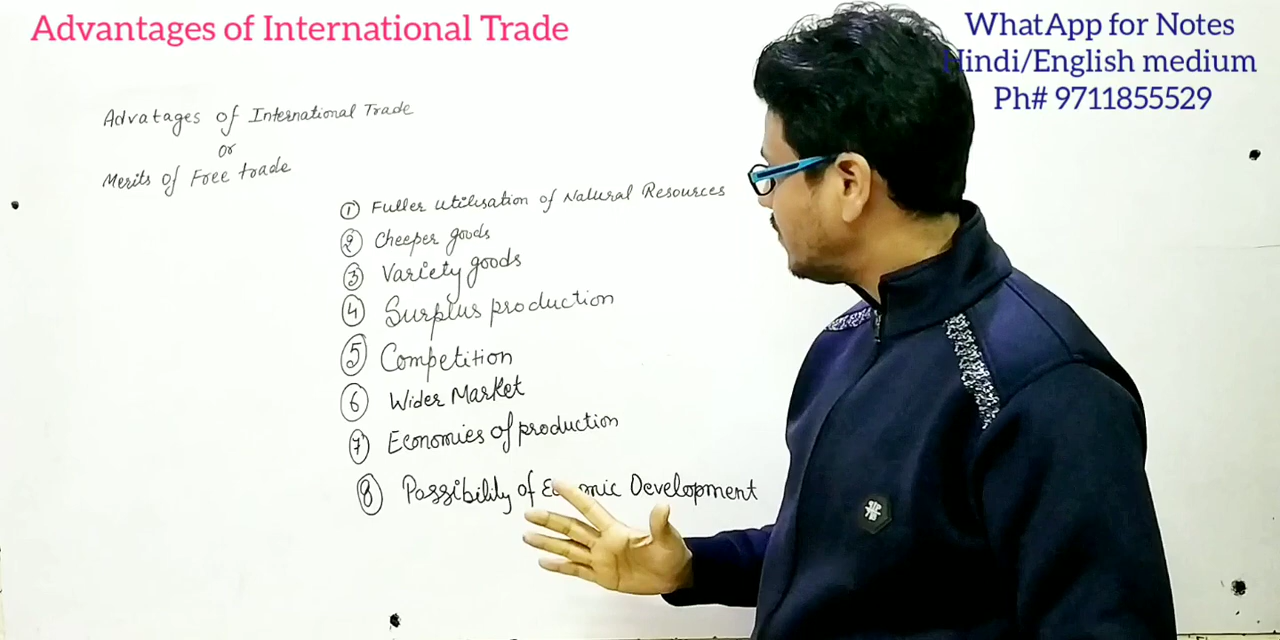 Advantages of International Trade
WhatApp for Notes
Hindi/English medium
Ph# 9711855529
Advatages of International Trade
or
Merits of Free trade
1 Fuller utilisation of Natural Resources
2 Cheeper goods
3 Variety goods
4 Surplus production
5 Competition
6 Wider Market
7 Economies of production
8 Possibility of Economic Development